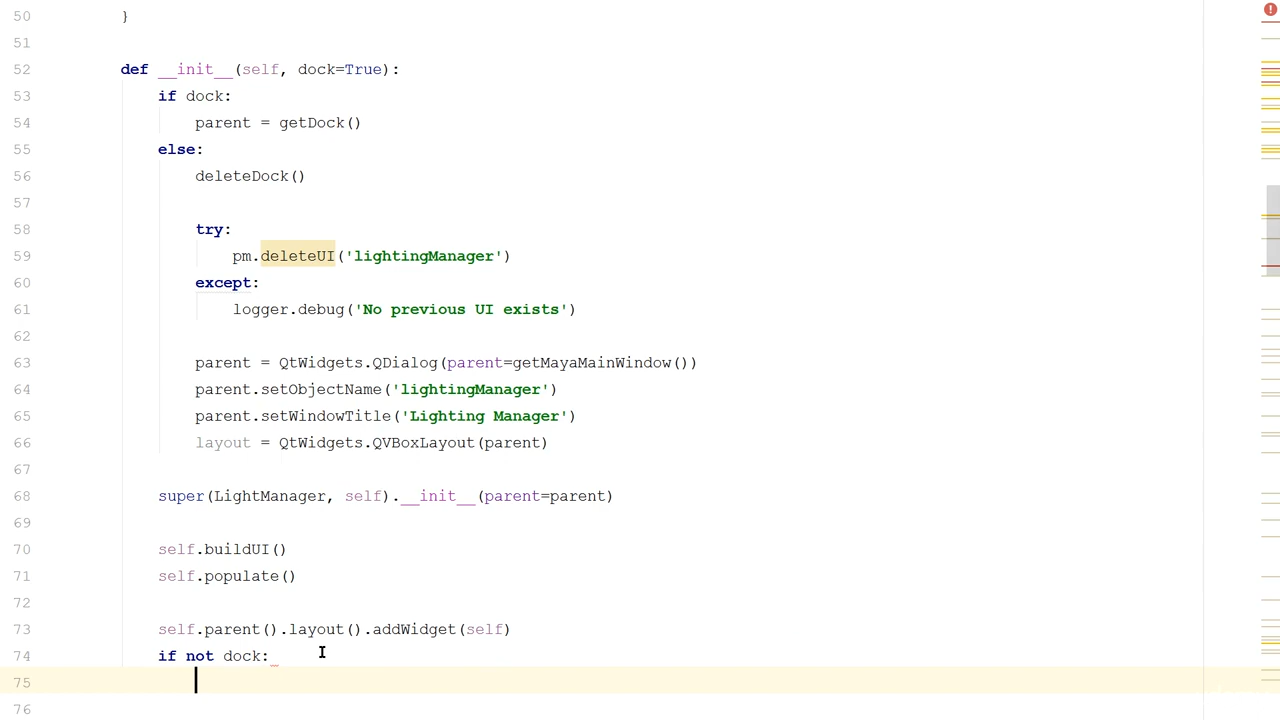 50 }
51
52 def __init__(self, dock=True):
53 if dock:
54 parent = getDock()
55 else:
56 deleteDock()
57
58 try:
59 pm.deleteUI('lightingManager')
60 except:
61 logger.debug('No previous UI exists')
62
63 parent = QtWidgets.QDialog(parent=getMayaMainWindow())
64 parent.setObjectName('lightingManager')
65 parent.setWindowTitle('Lighting Manager')
66 layout = QtWidgets.QVBoxLayout(parent)
67
68 super(LightManager, self).__init__(parent=parent)
69
70 self.buildUI()
71 self.populate()
72
73 self.parent().layout().addWidget(self)
74 if not dock:
75
76